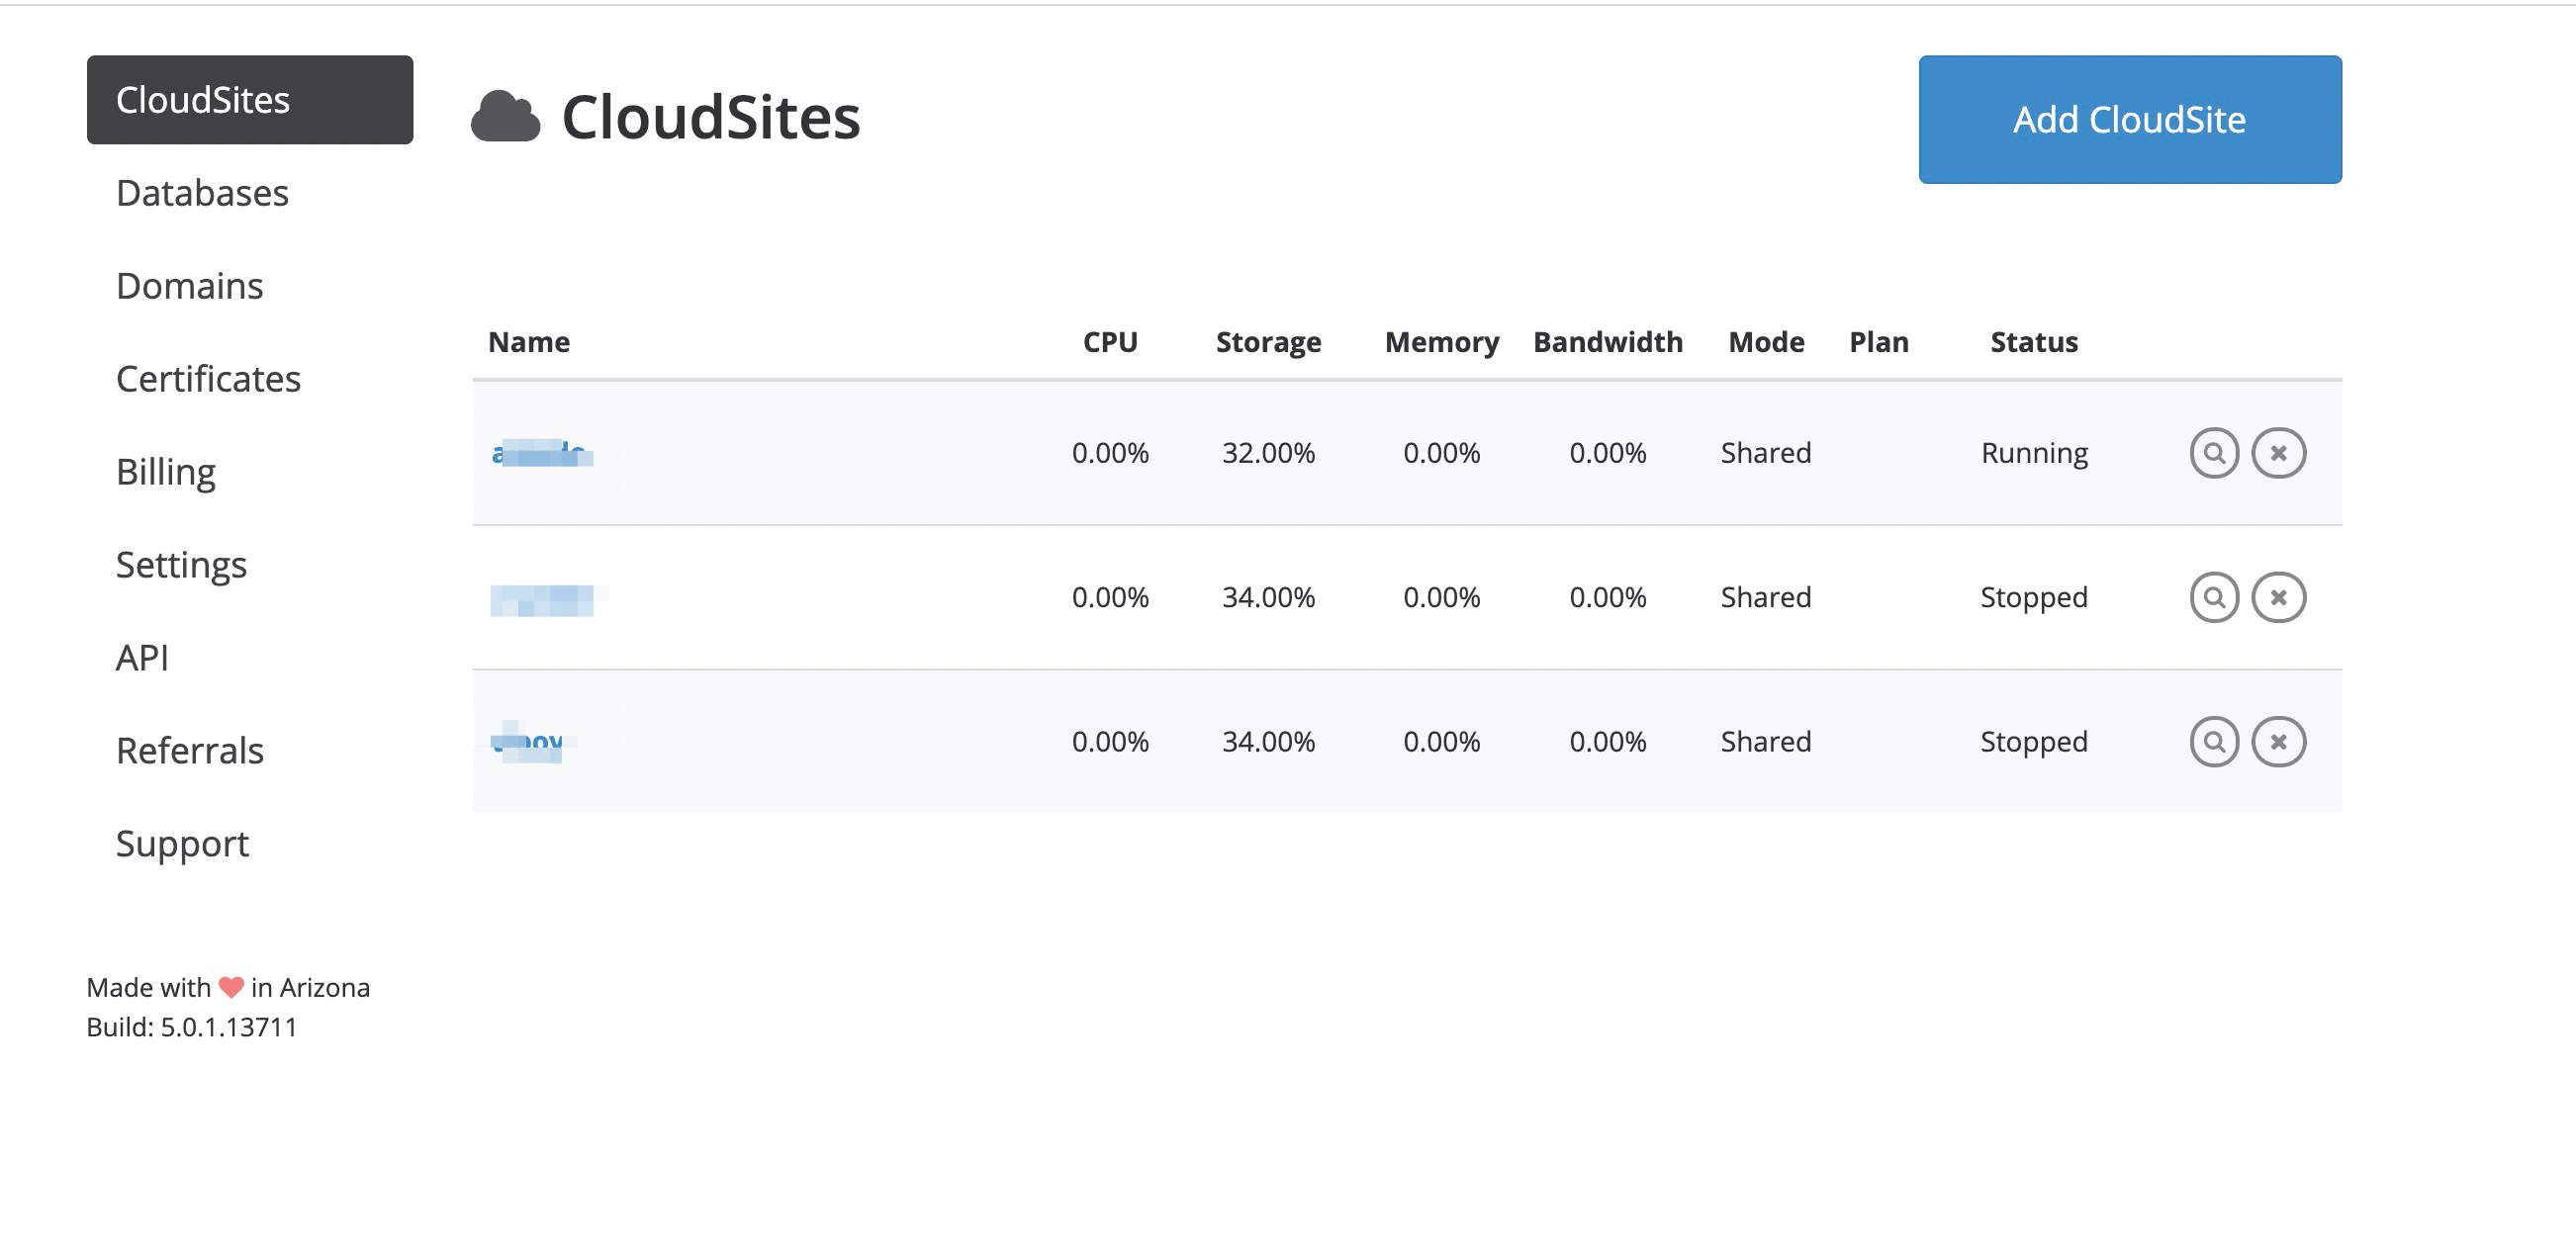 CloudSites
Databases
Domains
Certificates
Billing
Settings
API
Referrals
Support
Made with ❤ in Arizona
Build: 5.0.1.13711
CloudSites
Add CloudSite
Name CPU Storage Memory Bandwidth Mode Plan Status
0.00% 32.00% 0.00% 0.00% Shared Running
0.00% 34.00% 0.00% 0.00% Shared Stopped
0.00% 34.00% 0.00% 0.00% Shared Stopped